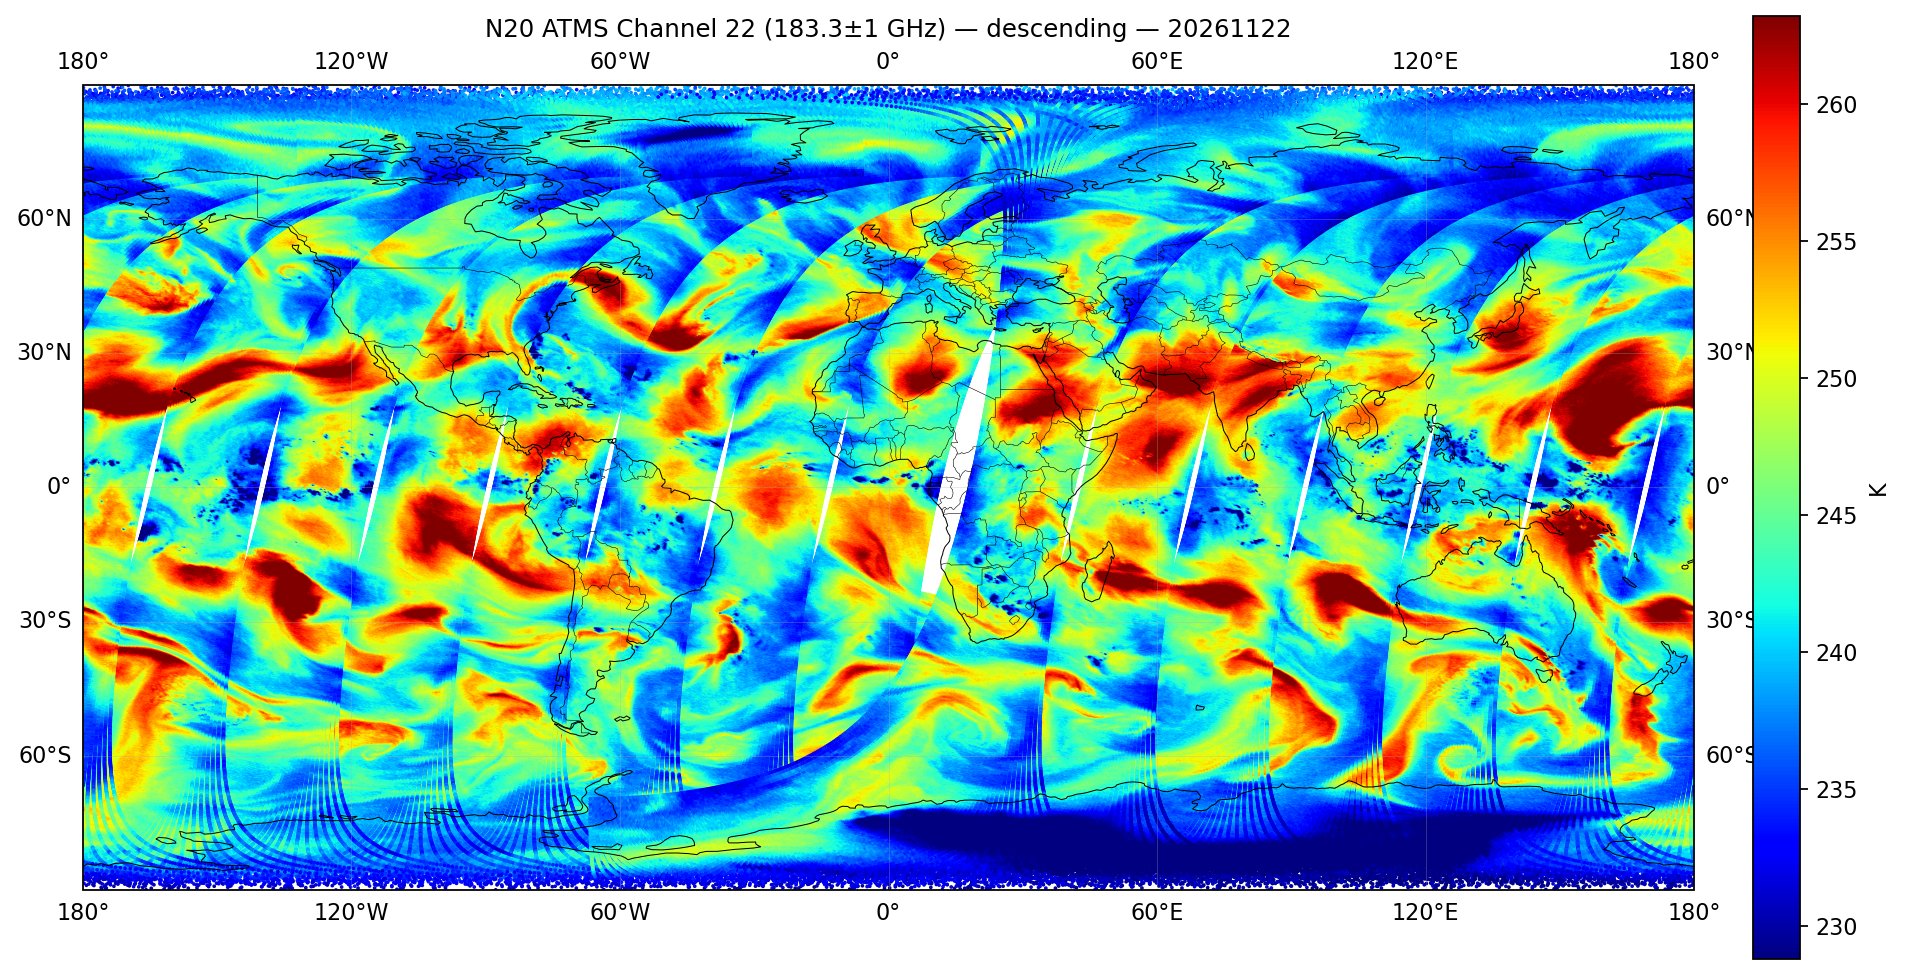 N20 ATMS Channel 22 (183.3±1 GHz) — descending — 20261122
180° 120°W 60°W 0° 60°E 120°E 180°
260
60°N 60°N
255
30°N 30°N
250
0° 0°
K
245
30°S 30°S
240
60°S 60°S
235
230
180° 120°W 60°W 0° 60°E 120°E 180°